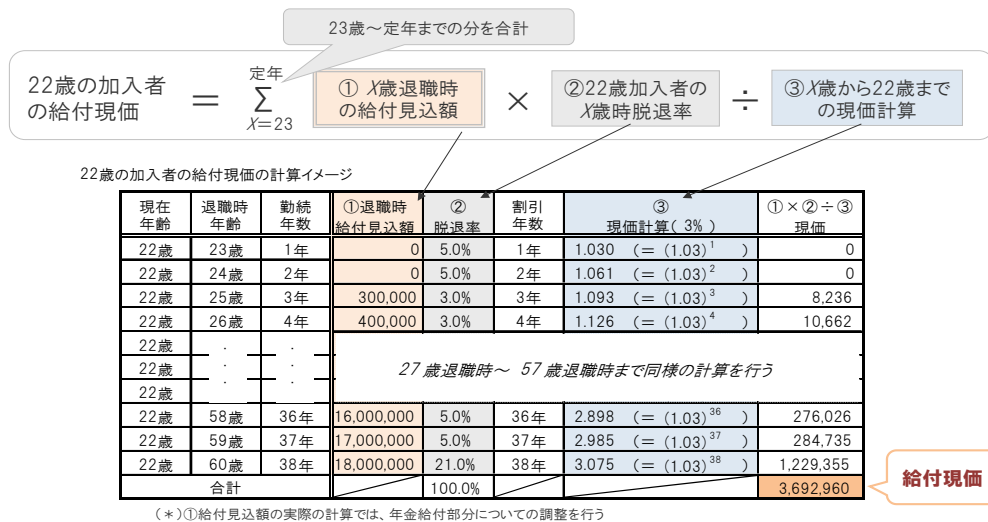 23歳～定年までの分を合計
22歳の加入者
の給付現価
＝
定年
Σ
X=23
① X歳退職時
の給付見込額
×
②22歳加入者の
X歳時脱退率
÷
③X歳から22歳まで
の現価計算
22歳の加入者の給付現価の計算イメージ
現在年齢 退職時年齢 勤続年数 ①退職時給付見込額 ②脱退率 割引年数 ③現価計算( 3% ) ①×②÷③現価
22歳 23歳 1年 0 5.0% 1年 1.030 (= (1.03)^1 ) 0
22歳 24歳 2年 0 5.0% 2年 1.061 (= (1.03)^2 ) 0
22歳 25歳 3年 300,000 3.0% 3年 1.093 (= (1.03)^3 ) 8,236
22歳 26歳 4年 400,000 3.0% 4年 1.126 (= (1.03)^4 ) 10,662
22歳 . .
22歳 . . 27歳退職時～ 57歳退職時まで同様の計算を行う
22歳 . .
22歳 58歳 36年 16,000,000 5.0% 36年 2.898 (= (1.03)^36 ) 276,026
22歳 59歳 37年 17,000,000 5.0% 37年 2.985 (= (1.03)^37 ) 284,735
22歳 60歳 38年 18,000,000 21.0% 38年 3.075 (= (1.03)^38 ) 1,229,355
合計 100.0% 3,692,960
給付現価
(＊)①給付見込額の実際の計算では、年金給付部分についての調整を行う